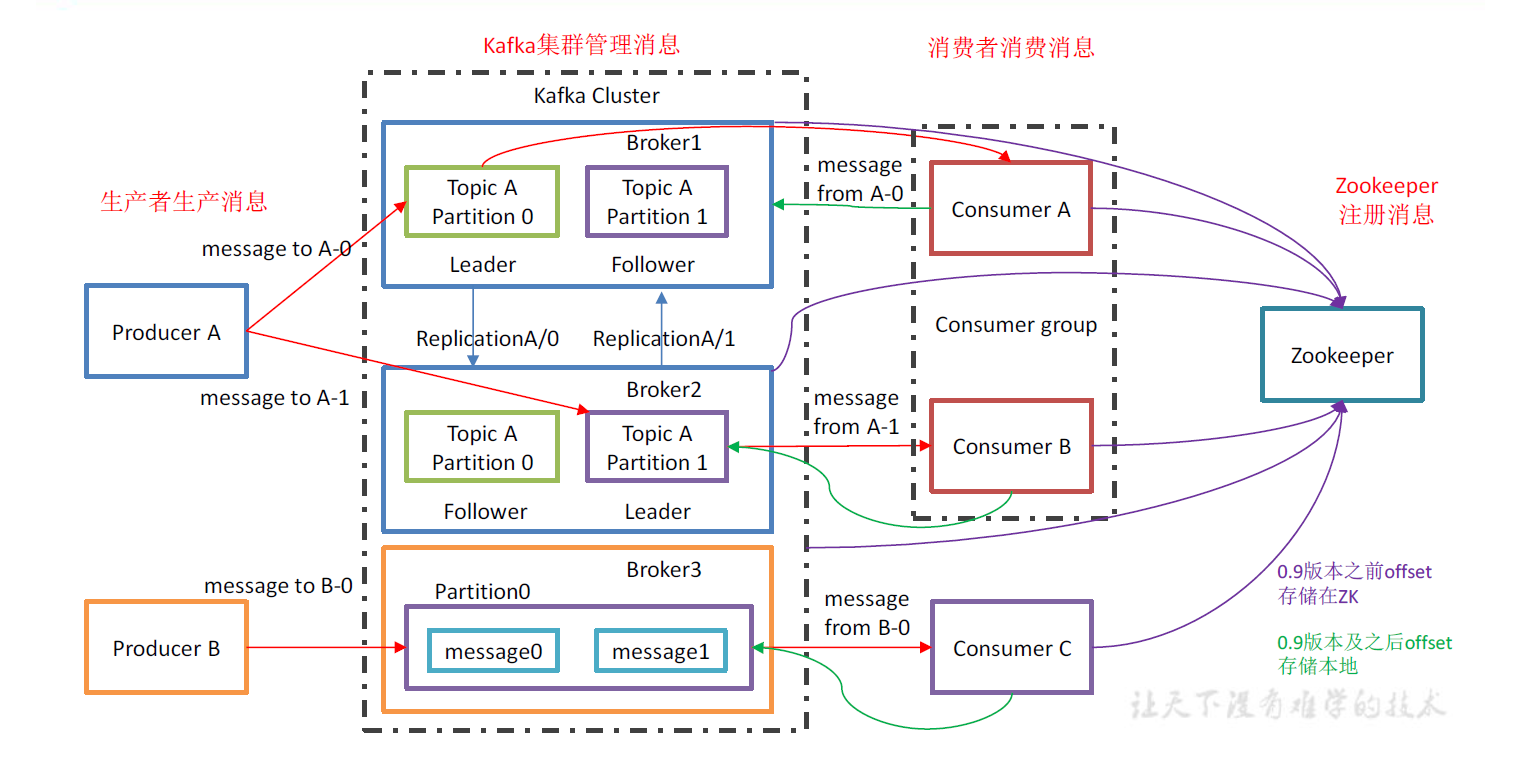 Kafka集群管理消息
消费者消费消息
Kafka Cluster
Broker1
Topic A
Partition 0
Topic A
Partition 1
Leader
Follower
message
from A-0
Consumer A
Zookeeper
注册消息
生产者生产消息
message to A-0
Producer A
message to A-1
ReplicationA/0
ReplicationA/1
Consumer group
Zookeeper
Broker2
Topic A
Partition 0
Topic A
Partition 1
Follower
Leader
message
from A-1
Consumer B
message to B-0
Producer B
Broker3
Partition0
message0
message1
message
from B-0
Consumer C
0.9版本之前offset
存储在ZK
0.9版本及之后offset
存储本地
让天下没有难学的技术